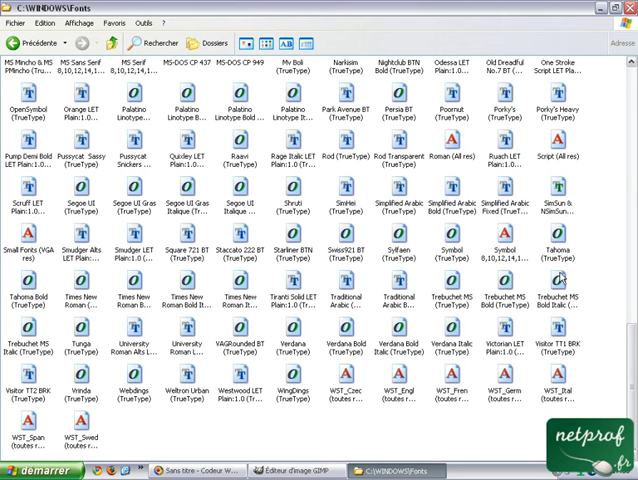 C:\WINDOWS\Fonts
Fichier Edition Affichage Favoris Outils ?
Précédente Rechercher Dossiers Adresse
MS Mincho & MS MS Sans Serif MS Serif MS-DOS CP 437 MS-DOS CP 949 Mv Boli Narkisim Nightclub BTN Odessa LET Old Dreadful One Stroke
PMincho (Tru... 8,10,12,14,1... 8,10,12,14,1... (TrueType) (TrueType) Bold (TrueT... Plain:1.0... No.7 BT (... Script LET Pla...
OpenSymbol Orange LET Palatino Palatino Palatino Park Avenue BT Persia BT Poornut Porky's Porky's Heavy
(TrueType) Plain:1.0... Linotype B... Linotype Bold ... Linotype It... (TrueType) (TrueType) (TrueType) (TrueType) (TrueType)
Pump Demi Bold Pussycat Sassy Pussycat Quixley LET Raavi Rage Italic LET Rod (TrueType) Rod Transparent Roman (All res) Ruach LET Script (All res)
LET Plain:1.0... (TrueType) Snickers ... Plain:1.0... (TrueType) Plain:1.0... (TrueType) Plain:1.0...
Scruff LET Segoe UI Segoe UI Gras Segoe UI Gras Segoe UI Shruti SimHei Simplified Arabic Simplified Arabic Simplified Arabic SimSun &
Plain:1.0... (TrueType) (TrueType) Italique (Tr... Italique ... (TrueType) (TrueType) (TrueType) Bold (TrueType) Fixed (TrueType) NSimSun...
Small Fonts (VGA Smudger Alts Smudger LET Square 721 BT Staccato 222 BT Starliner BTN Swiss921 BT Sylfaen Symbol Symbol Tahoma
res) LET Plain:... Plain:1.0... (TrueType) (TrueType) (TrueType) (TrueType) (TrueType) (TrueType) 8,10,12,14,1... (TrueType)
Tahoma Bold Times New Times New Times New Times New Tiranti Solid LET Traditional Traditional Trebuchet MS Trebuchet MS Trebuchet MS
(TrueType) Roman (... Roman Bold ... Roman Bold It... Roman It... Plain:1.0 (Tr... Arabic (... Arabic B... (TrueType) Bold (TrueType) Bold Italic (...
Trebuchet MS Tunga University University VAGRounded BT Verdana Verdana Bold Verdana Bold Verdana Italic Victorian LET Visitor TT1 BRK
Italic (TrueType) (TrueType) Roman Alts L... Roman L... (TrueType) (TrueType) (TrueType) Italic (TrueType) (TrueType) Plain:1.0 (... (TrueType)
Visitor TT2 BRK Vrinda Webdings Weltron Urban Westwood LET WingDings WST_Czec WST_Engl WST_Fren WST_Germ WST_Ital
(TrueType) (TrueType) (TrueType) (TrueType) Plain:1.0 (Tr... (TrueType) (toutes r... (toutes r... (toutes r... (toutes r... (toutes r...
WST_Span WST_Swed
(toutes r... (toutes r...
netprof
.fr
démarrer Sans titre - Codeur W... Éditeur d'image GIMP C:\WINDOWS\Fonts